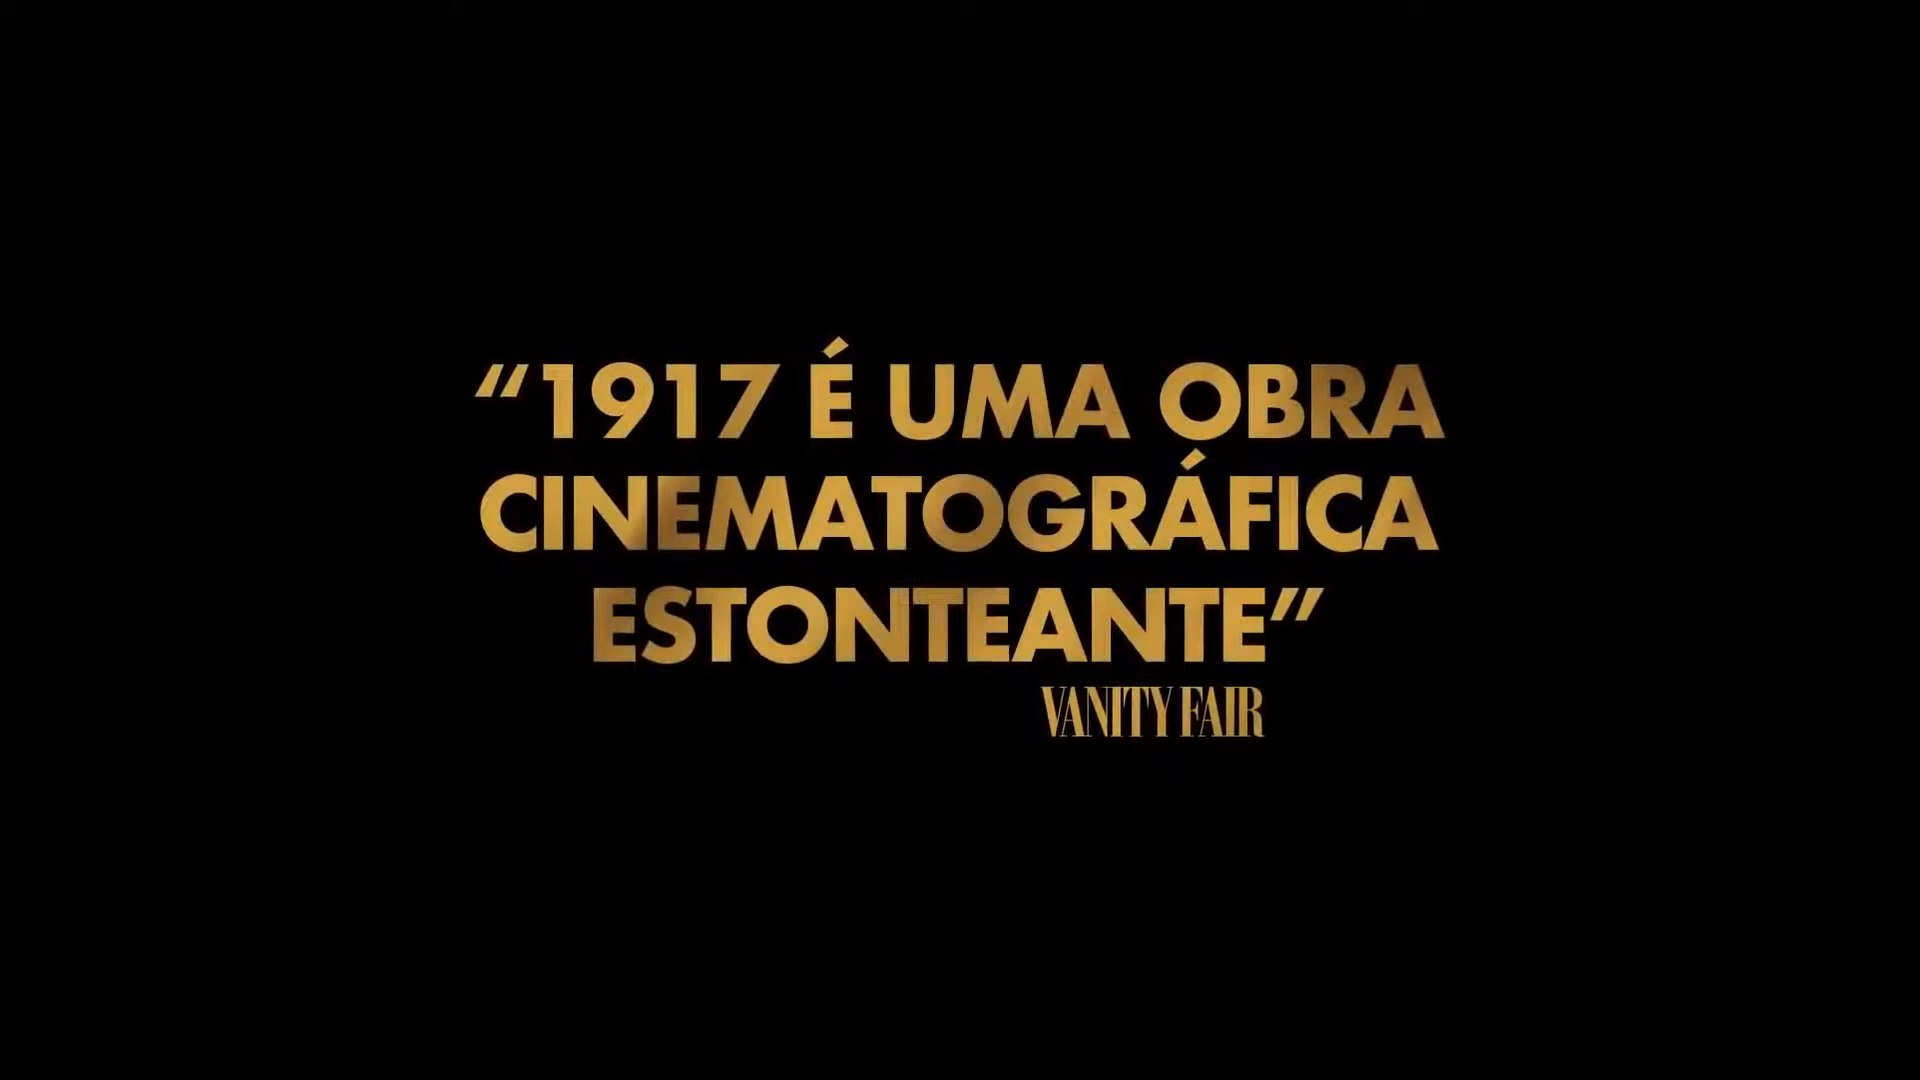 “1917 É UMA OBRA
CINEMATOGRÁFICA
ESTONTEANTE”
VANITY FAIR